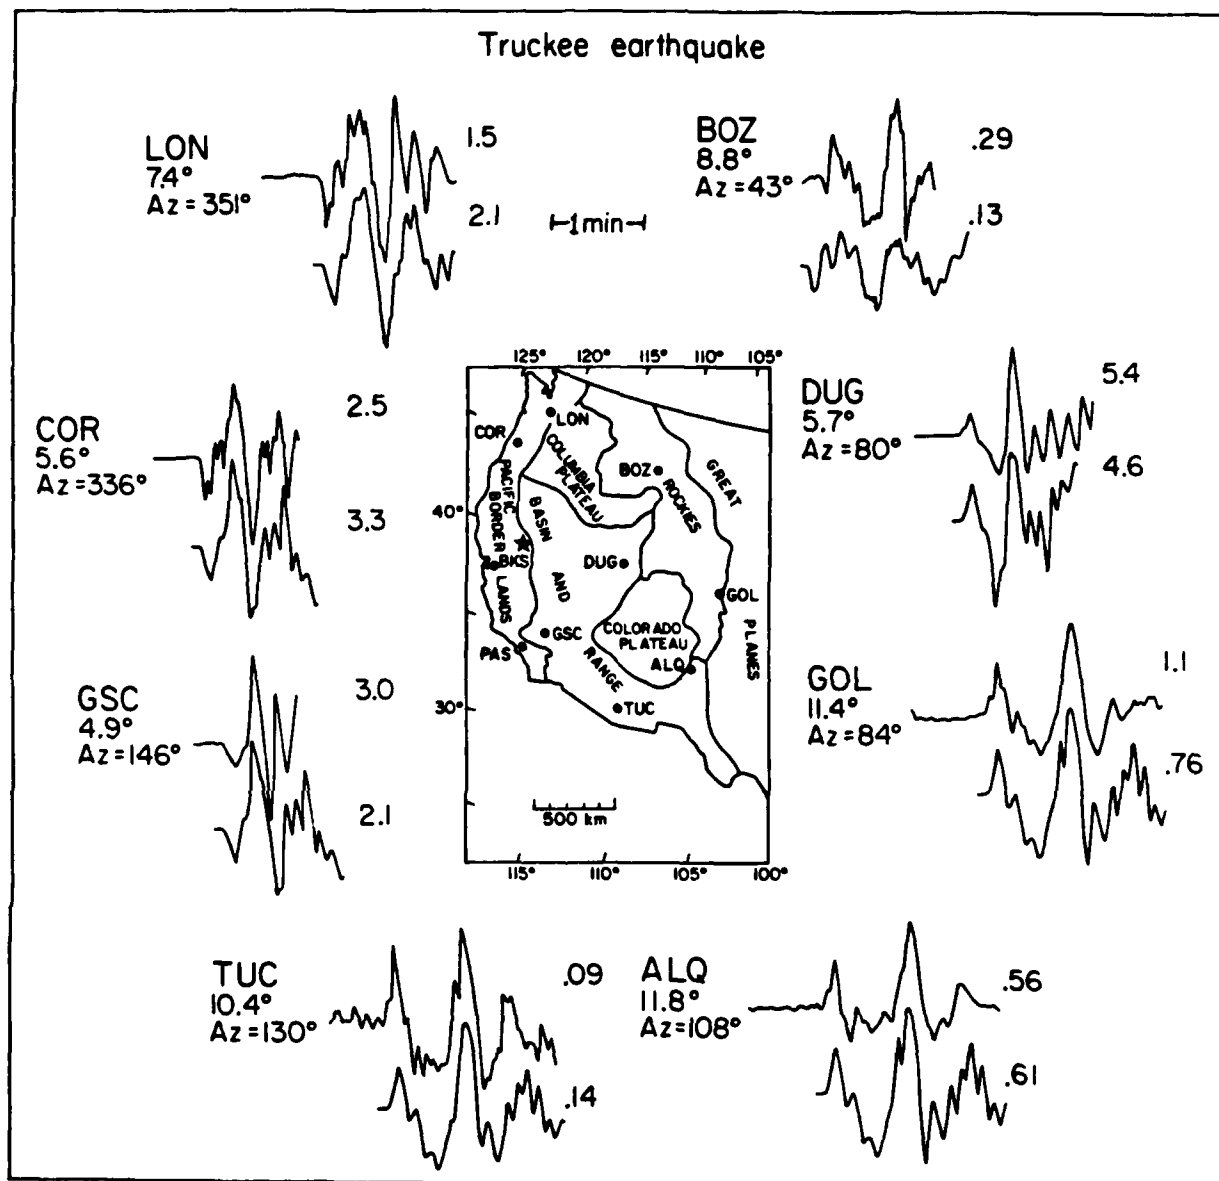 Truckee earthquake
LON
7.4°
Az=351°
1.5
2.1
1 min
BOZ
8.8°
Az=43°
.29
.13
COR
5.6°
Az=336°
2.5
3.3
DUG
5.7°
Az=80°
5.4
4.6
GSC
4.9°
Az=146°
3.0
2.1
GOL
11.4°
Az=84°
1.1
.76
TUC
10.4°
Az=130°
.09
.14
ALQ
11.8°
Az=108°
.56
.61
125° 120° 115° 110° 105°
LON
COR
COLUMBIA
PLATEAU
BOZ
ROCKIES
GREAT
PLANES
PACIFIC
BORDER
LANDS
BASIN
AND
RANGE
40°
BKS
DUG
GOL
GSC
COLORADO
PLATEAU
PAS
ALQ
30°
TUC
500 km
115° 110° 105° 100°